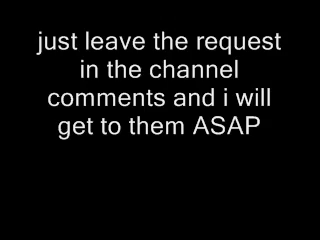 just leave the request
in the channel
comments and i will
get to them ASAP